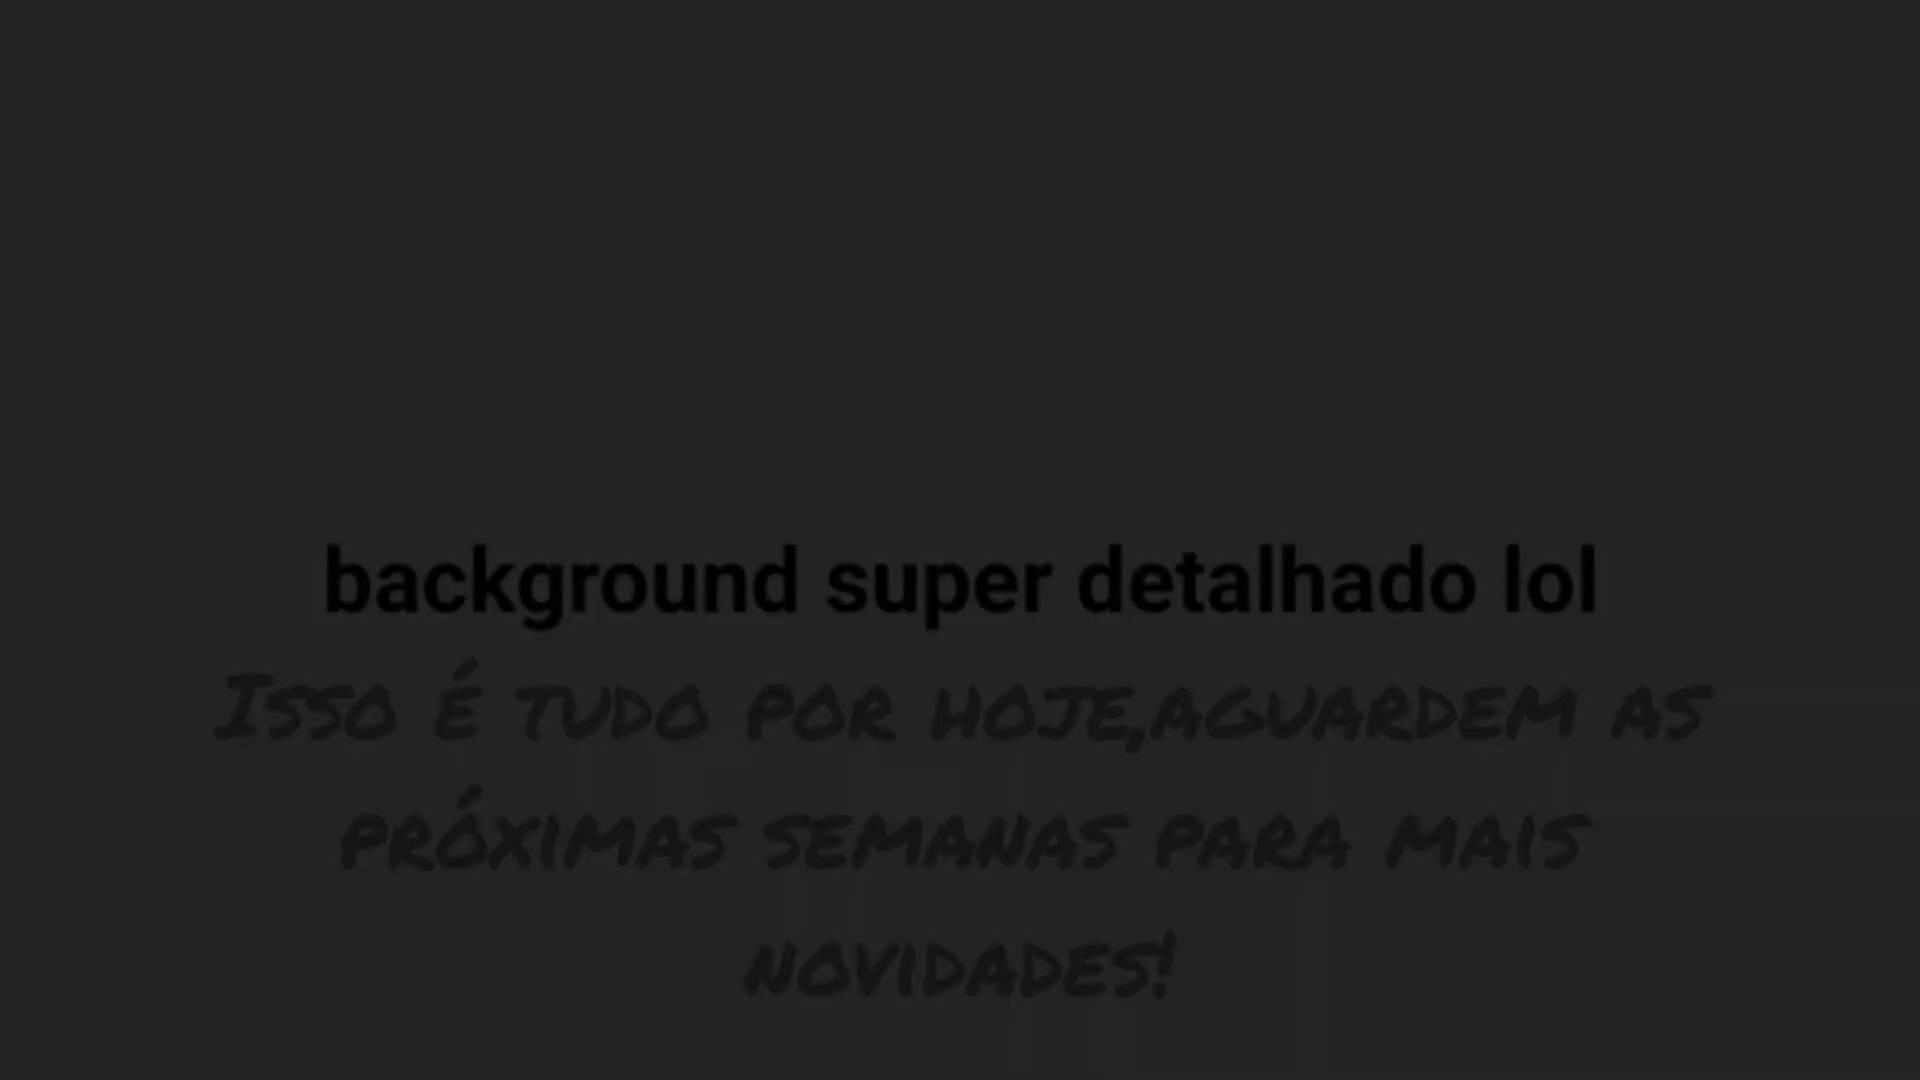 background super detalhado lol
Isso é tudo por hoje,aguardem as
próximas semanas para mais
novidades!